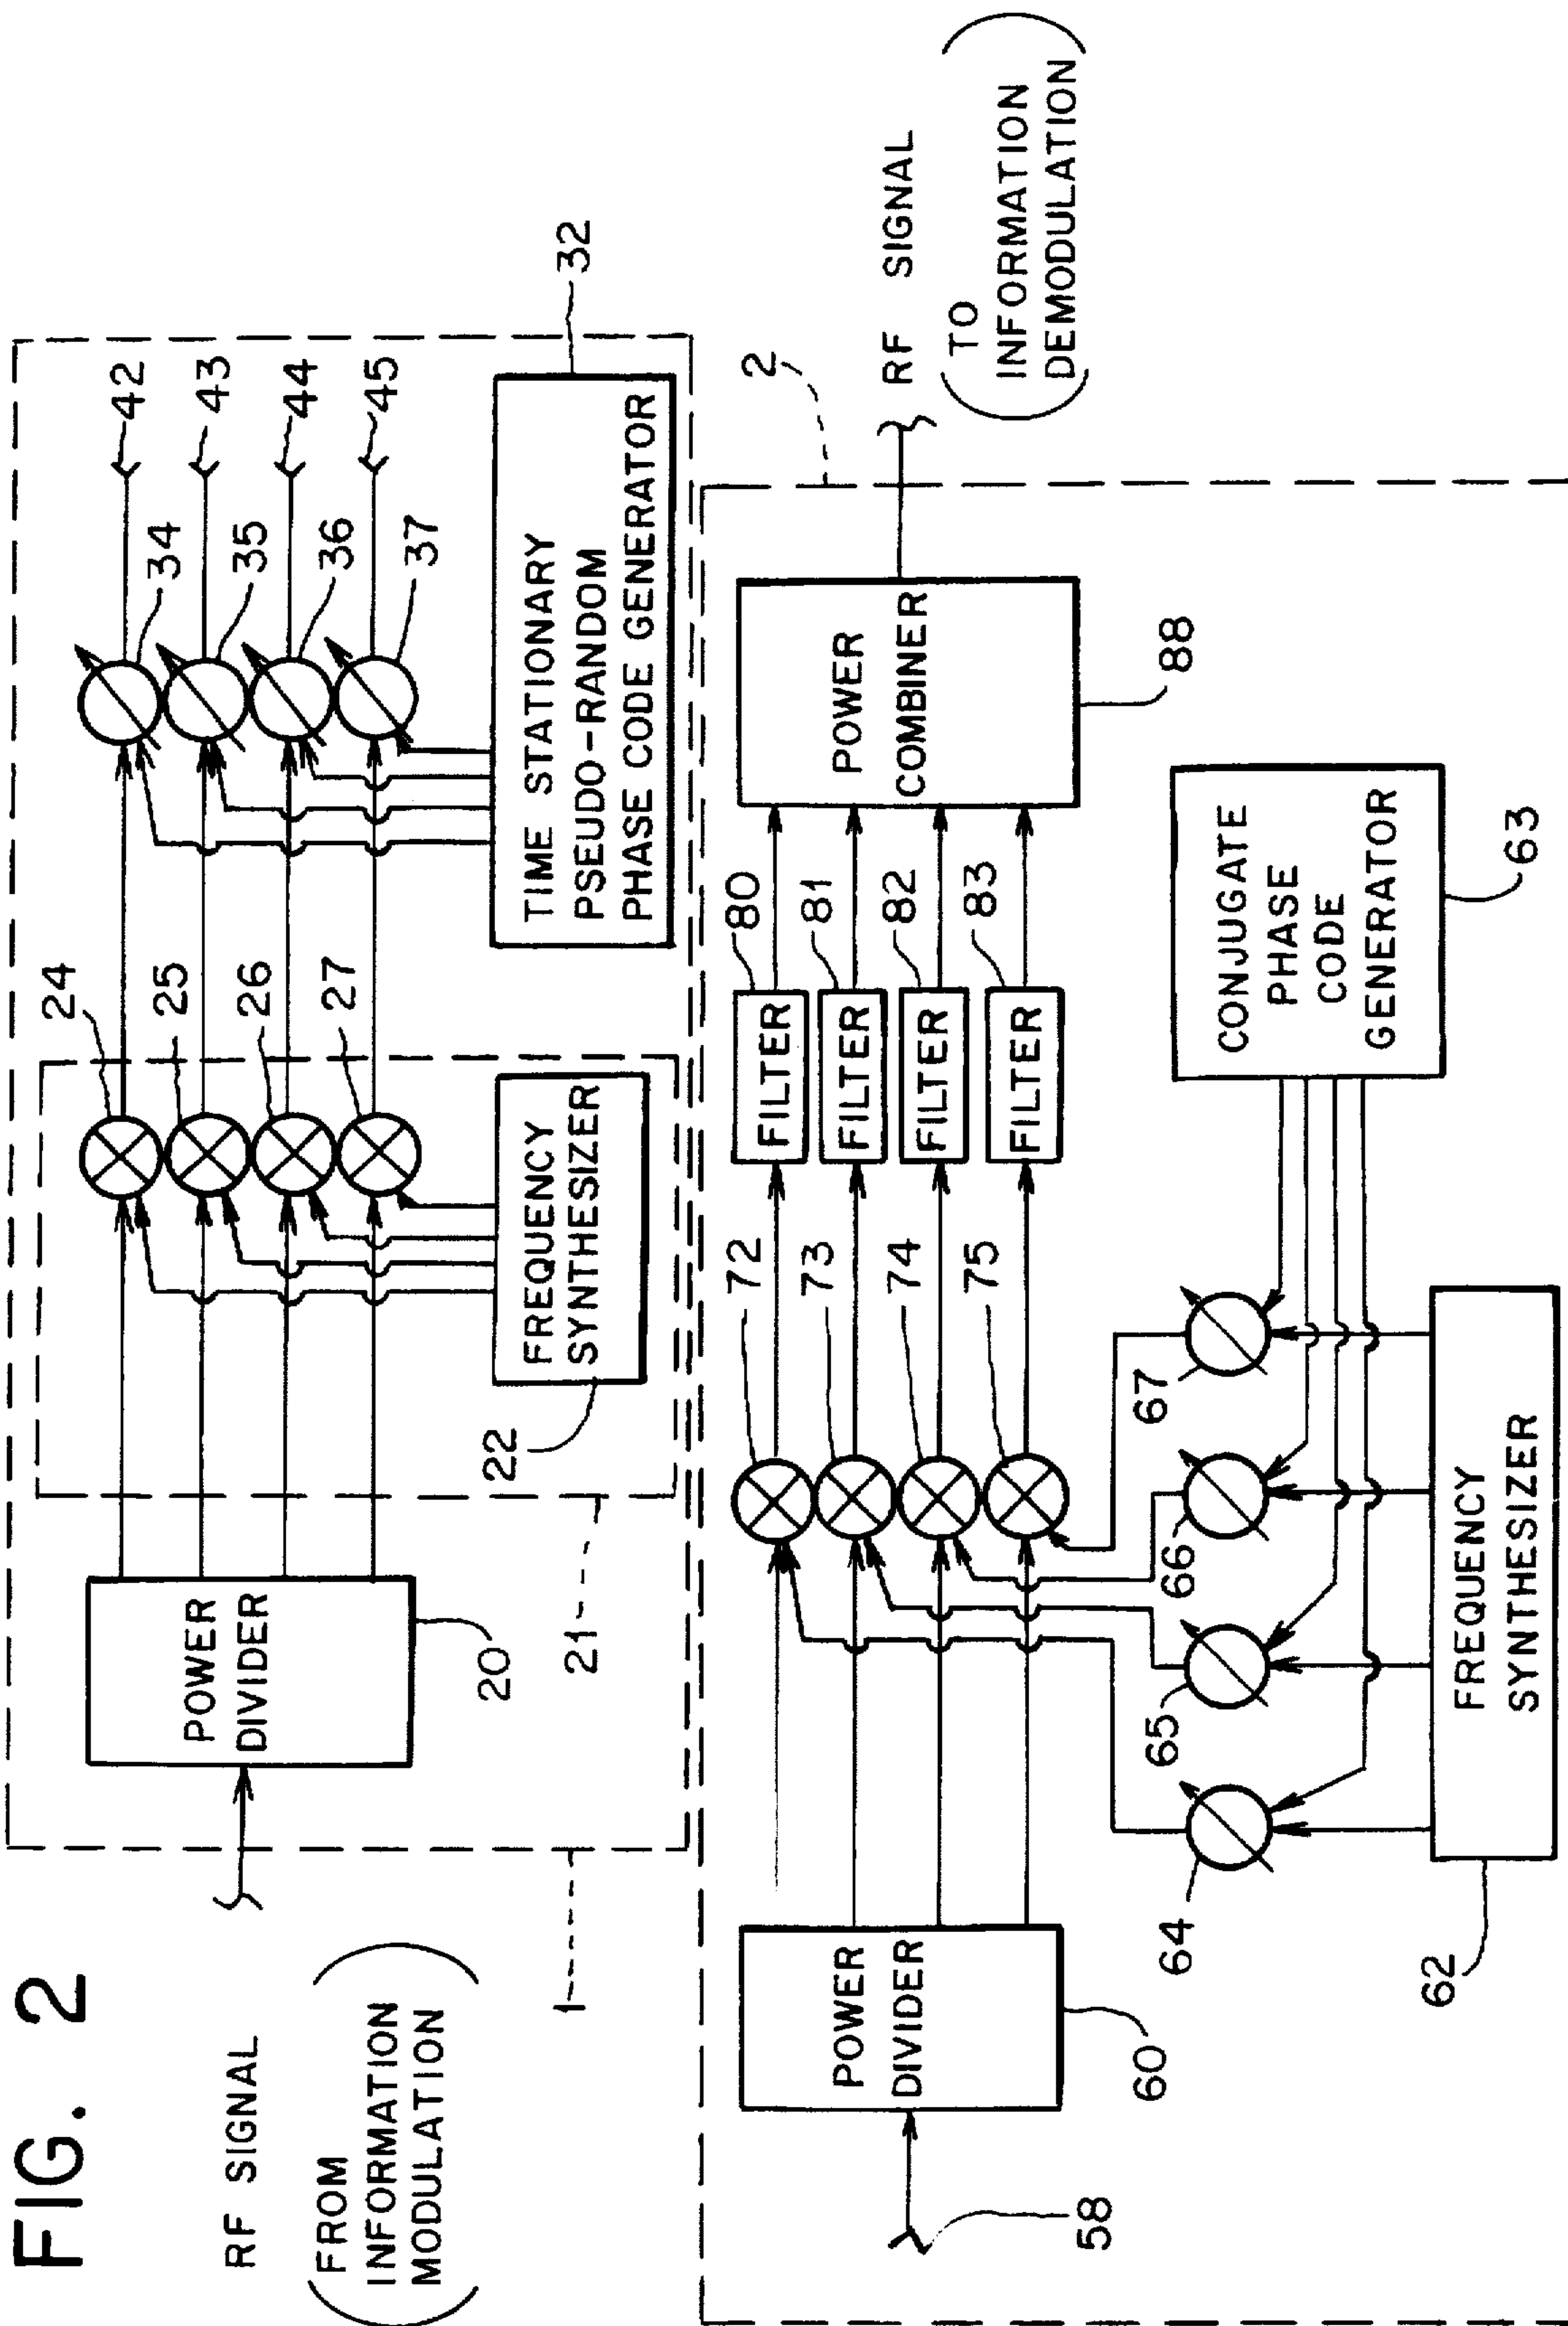 FIG. 2
RF SIGNAL
(FROM
INFORMATION
MODULATION)
1
POWER
DIVIDER
20
21
22
FREQUENCY
SYNTHESIZER
24
25
26
27
34
35
36
37
42
43
44
45
TIME STATIONARY
PSEUDO-RANDOM
PHASE CODE GENERATOR
32
58
POWER
DIVIDER
60
72
73
74
75
64
65
66
67
FREQUENCY
SYNTHESIZER
62
FILTER
80
FILTER
81
FILTER
82
FILTER
83
CONJUGATE
PHASE
CODE
GENERATOR
63
POWER
COMBINER
88
2
RF SIGNAL
(TO
INFORMATION
DEMODULATION)